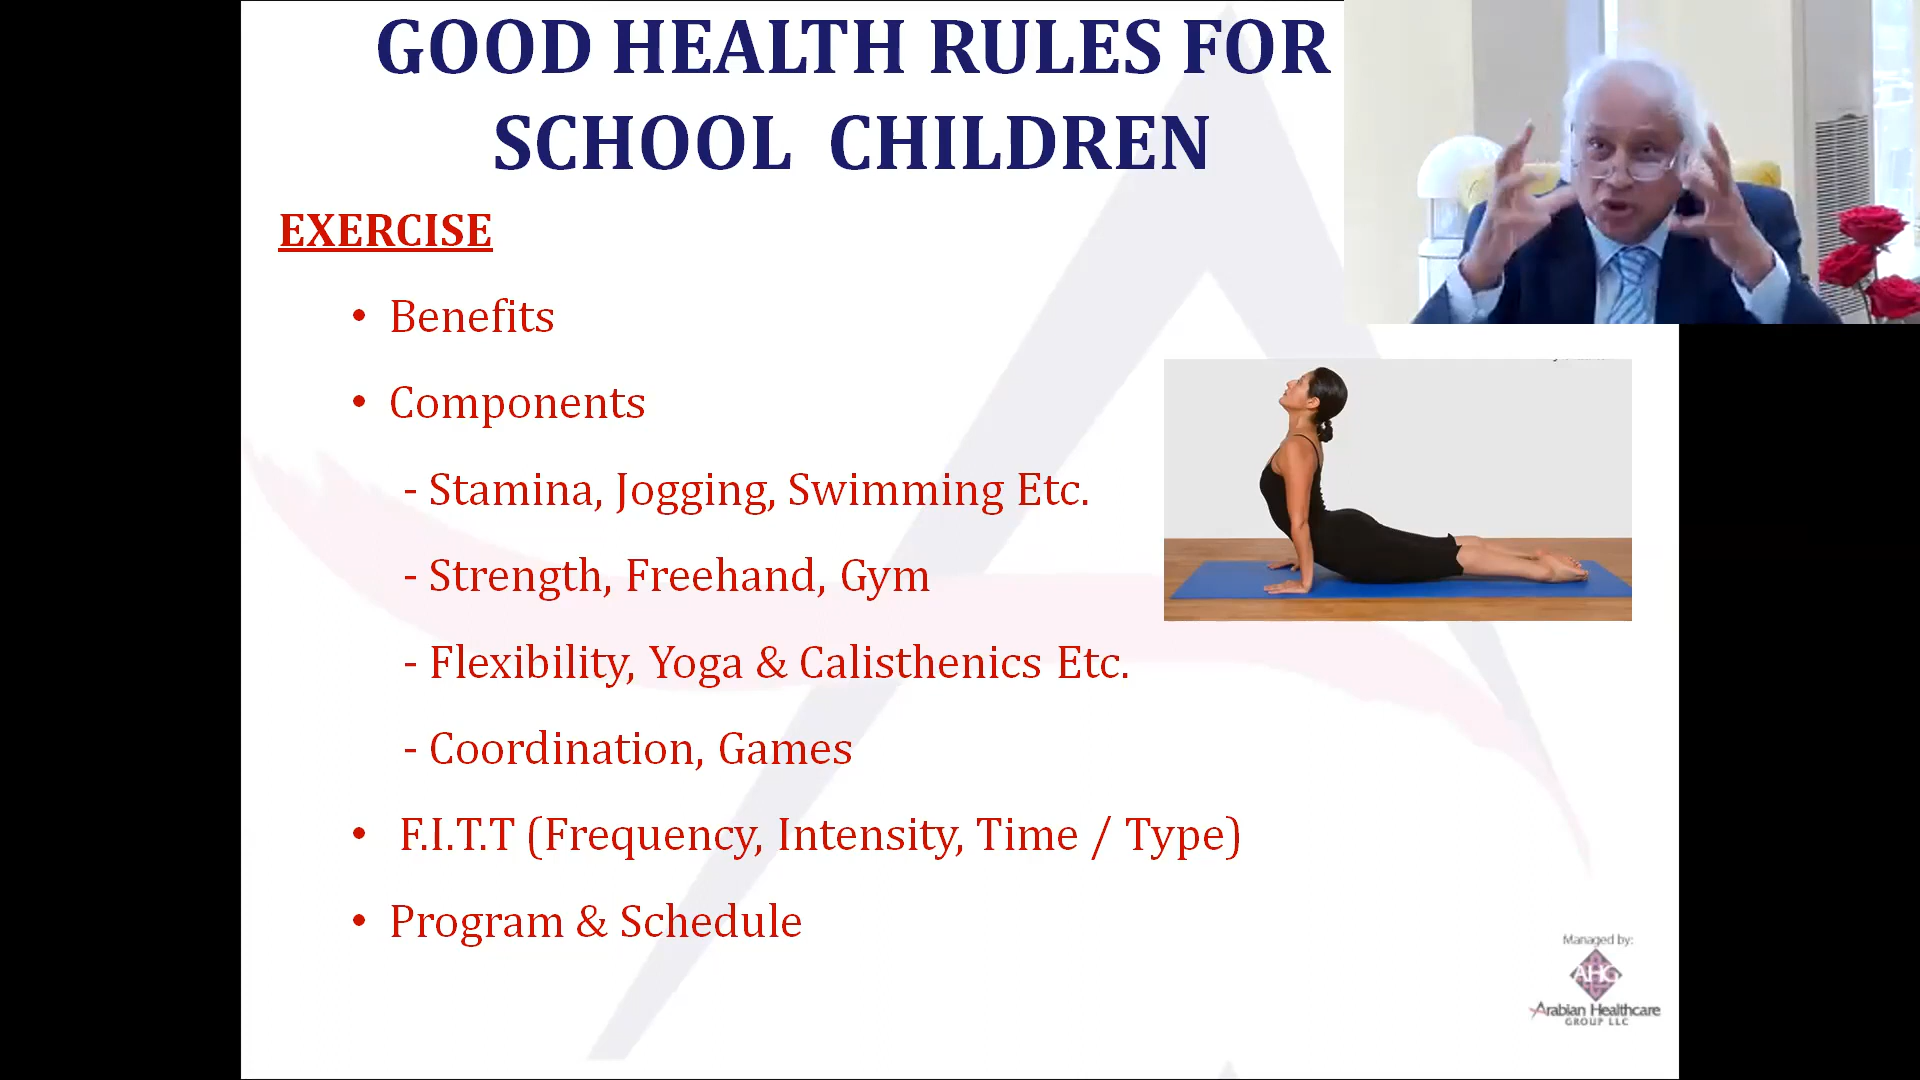 GOOD HEALTH RULES FOR
SCHOOL CHILDREN
EXERCISE
• Benefits
• Components
- Stamina, Jogging, Swimming Etc.
- Strength, Freehand, Gym
- Flexibility, Yoga & Calisthenics Etc.
- Coordination, Games
• F.I.T.T (Frequency, Intensity, Time / Type)
• Program & Schedule
Managed by:
AHG
Arabian Healthcare
GROUP LLC